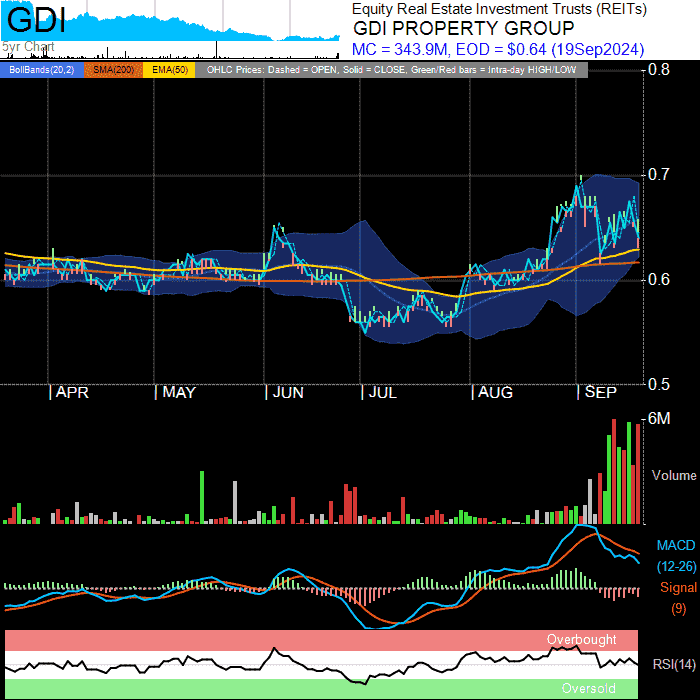 GDI
5yr Chart
Equity Real Estate Investment Trusts (REITs)
GDI PROPERTY GROUP
MC = 343.9M, EOD = $0.64 (19Sep2024)
BollBands(20,2) SMA(200) EMA(50) OHLC Prices: Dashed = OPEN, Solid = CLOSE, Green/Red bars = Intra-day HIGH/LOW
0.8
0.7
0.6
0.5
APR MAY JUN JUL AUG SEP
6M
Volume
MACD
(12-26)
Signal
(9)
Overbought
RSI(14)
Oversold